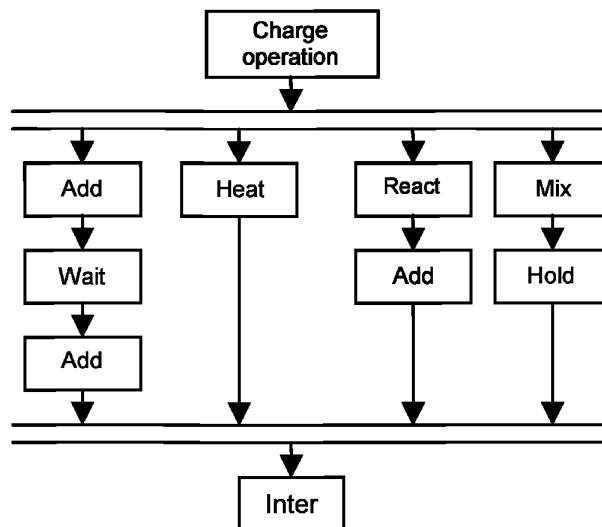 Charge
operation
Add
Heat
React
Mix
Wait
Add
Hold
Add
Inter